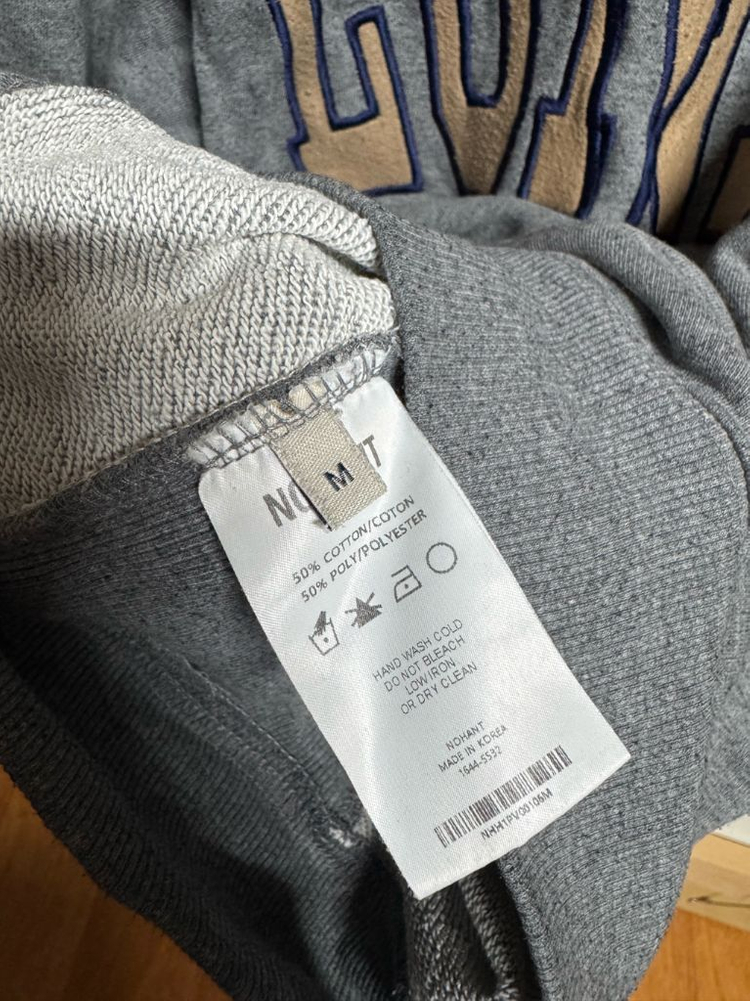 M
50% COTTON/COTON
50% POLY/POLYESTER
HAND WASH COLD
DO NOT BLEACH
LOW IRON
OR DRY CLEAN
NOHANT
MADE IN KOREA
1644-5532
NHH1PV00106M